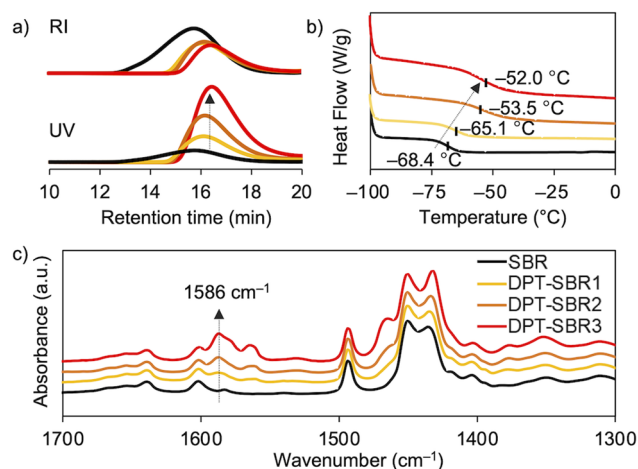 a)
RI
UV
10 12 14 16 18 20
Retention time (min)
b)
Heat Flow (W/g)
–52.0 °C
–53.5 °C
–65.1 °C
–68.4 °C
–100 –75 –50 –25 0
Temperature (°C)
c)
Absorbance (a.u.)
1586 cm⁻¹
SBR
DPT-SBR1
DPT-SBR2
DPT-SBR3
1700 1600 1500 1400 1300
Wavenumber (cm⁻¹)